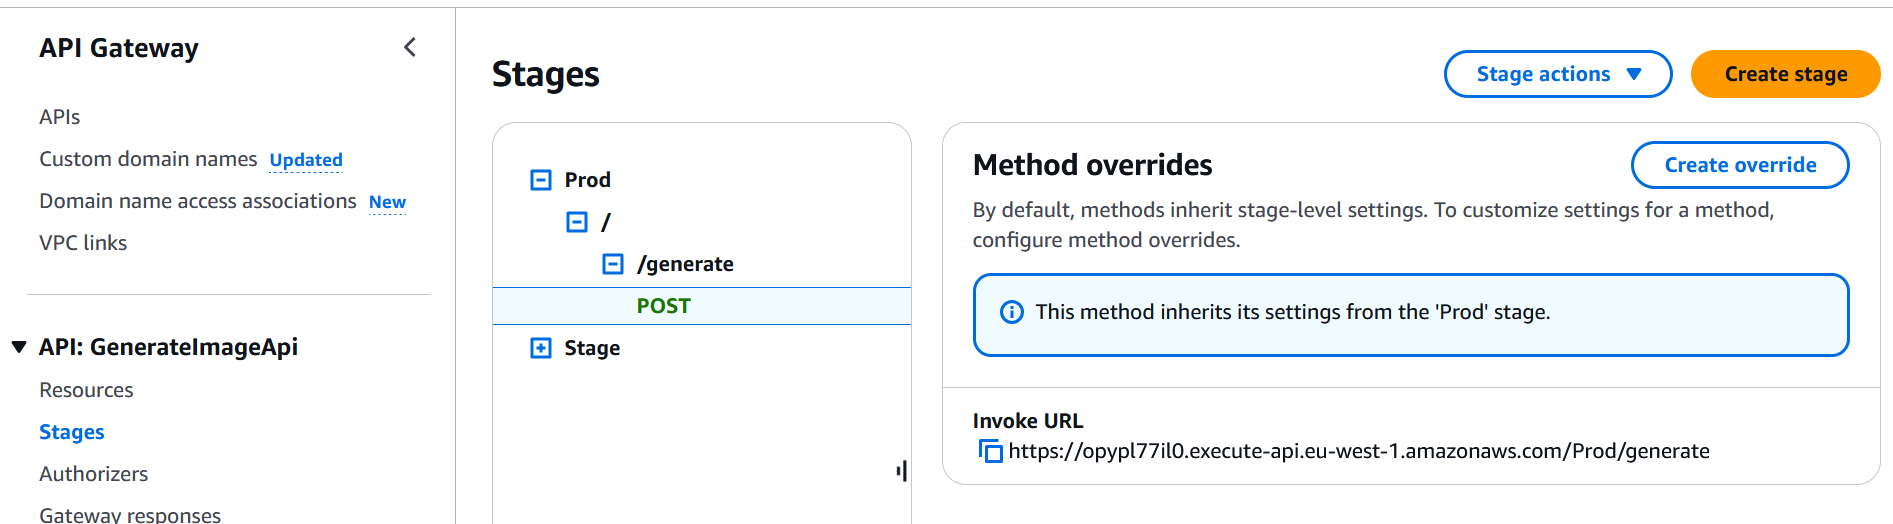 API Gateway
APIs
Custom domain names Updated
Domain name access associations New
VPC links
API: GenerateImageApi
Resources
Stages
Authorizers
Gateway responses
Stages
Stage actions
Create stage
Prod
/
/generate
POST
Stage
Method overrides
Create override
By default, methods inherit stage-level settings. To customize settings for a method,
configure method overrides.
This method inherits its settings from the 'Prod' stage.
Invoke URL
https://opypl77il0.execute-api.eu-west-1.amazonaws.com/Prod/generate